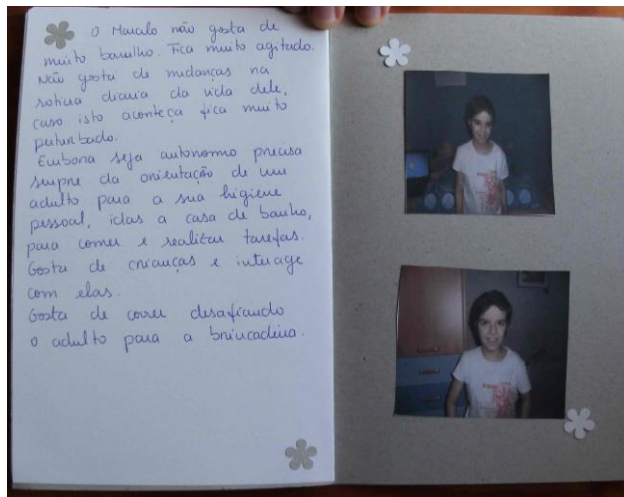 O Marcelo não gosta de
muito barulho. Fica muito agitado.
Não gosta de mudanças na
rotina diaria da vida dele,
caso isto aconteça fica muito
perturbado.
Embora seja autonomo precisa
sempre da orientação de um
adulto para a sua higiene
pessoal, idas a casa de banho,
para comer e realizar tarefas.
Gosta de crianças e interage
com elas.
Gosta de correr desafiando
o adulto para a brincadeira.